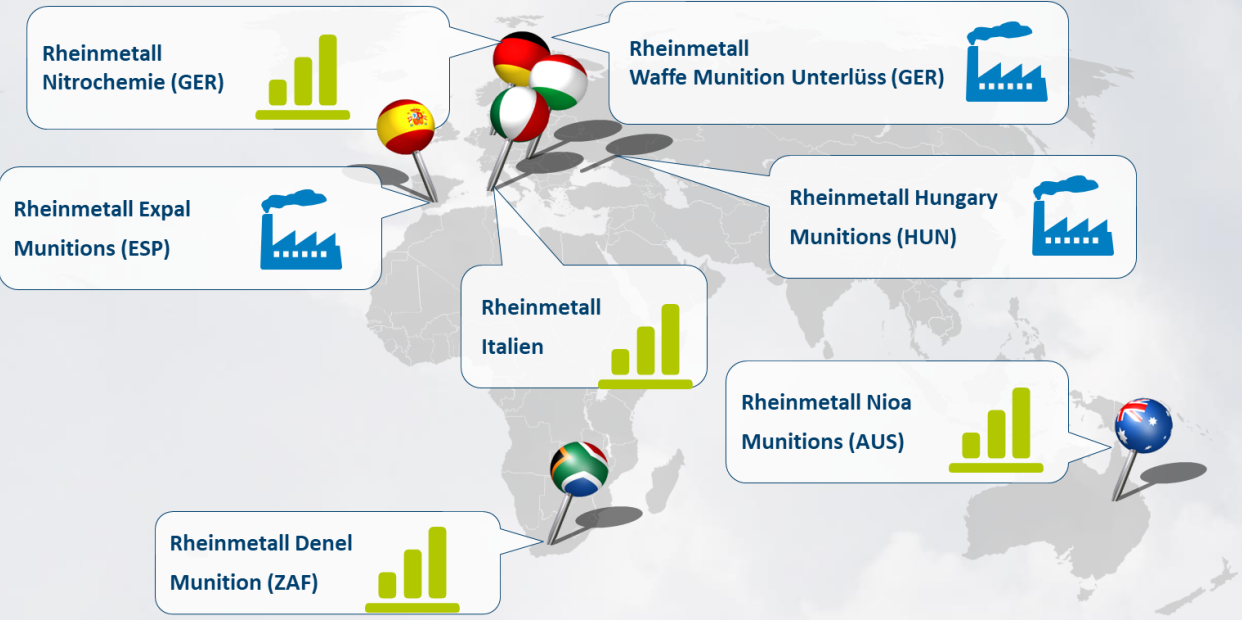 Rheinmetall
Nitrochemie (GER)
Rheinmetall
Waffe Munition Unterlüss (GER)
Rheinmetall Expal
Munitions (ESP)
Rheinmetall Hungary
Munitions (HUN)
Rheinmetall
Italien
Rheinmetall Nioa
Munitions (AUS)
Rheinmetall Denel
Munition (ZAF)